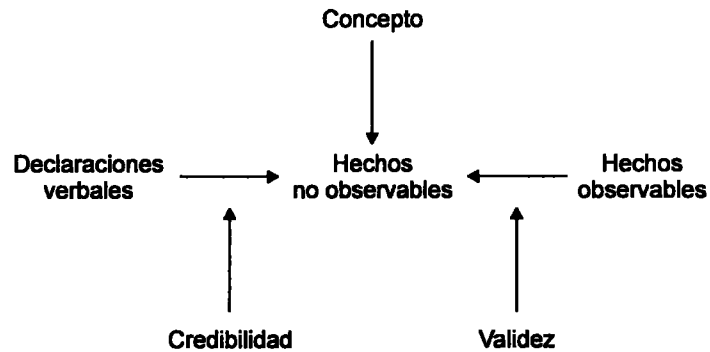 Concepto
Declaraciones
verbales
Hechos
no observables
Hechos
observables
Credibilidad
Validez